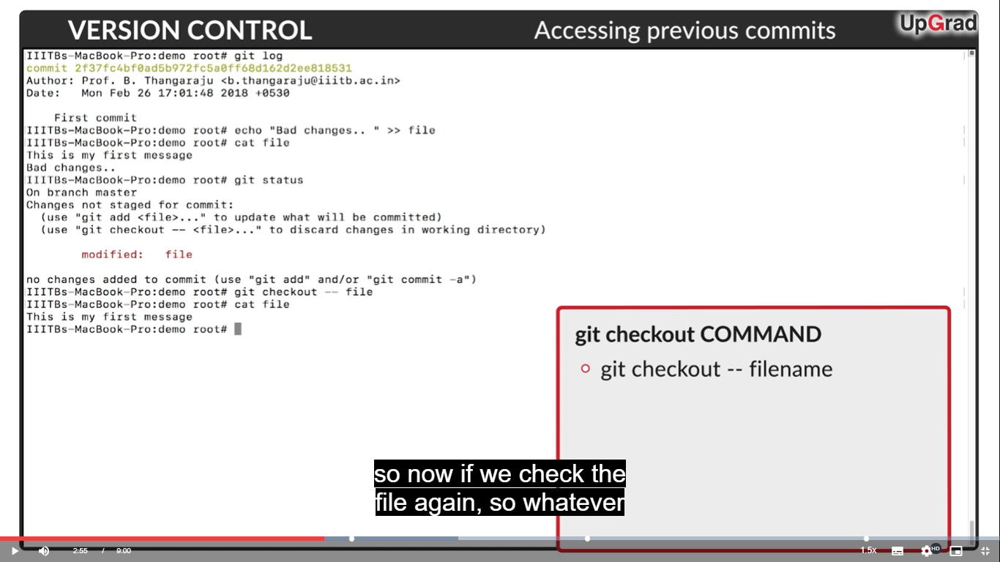 VERSION CONTROL
Accessing previous commits
UpGrad
IIITBs-MacBook-Pro:demo root# git log
commit 2f37fc4bf0ad5b972fc5a0ff68d162d2ee818531
Author: Prof. B. Thangaraju <b.thangaraju@iiitb.ac.in>
Date:   Mon Feb 26 17:01:48 2018 +0530
First commit
IIITBs-MacBook-Pro:demo root# echo "Bad changes.. " >> file
IIITBs-MacBook-Pro:demo root# cat file
This is my first message
Bad changes..
IIITBs-MacBook-Pro:demo root# git status
On branch master
Changes not staged for commit:
(use "git add <file>..." to update what will be committed)
(use "git checkout -- <file>..." to discard changes in working directory)
modified:   file
no changes added to commit (use "git add" and/or "git commit -a")
IIITBs-MacBook-Pro:demo root# git checkout -- file
IIITBs-MacBook-Pro:demo root# cat file
This is my first message
IIITBs-MacBook-Pro:demo root#
git checkout COMMAND
git checkout -- filename
so now if we check the
file again, so whatever
2:55 / 9:00
1.5x
HD